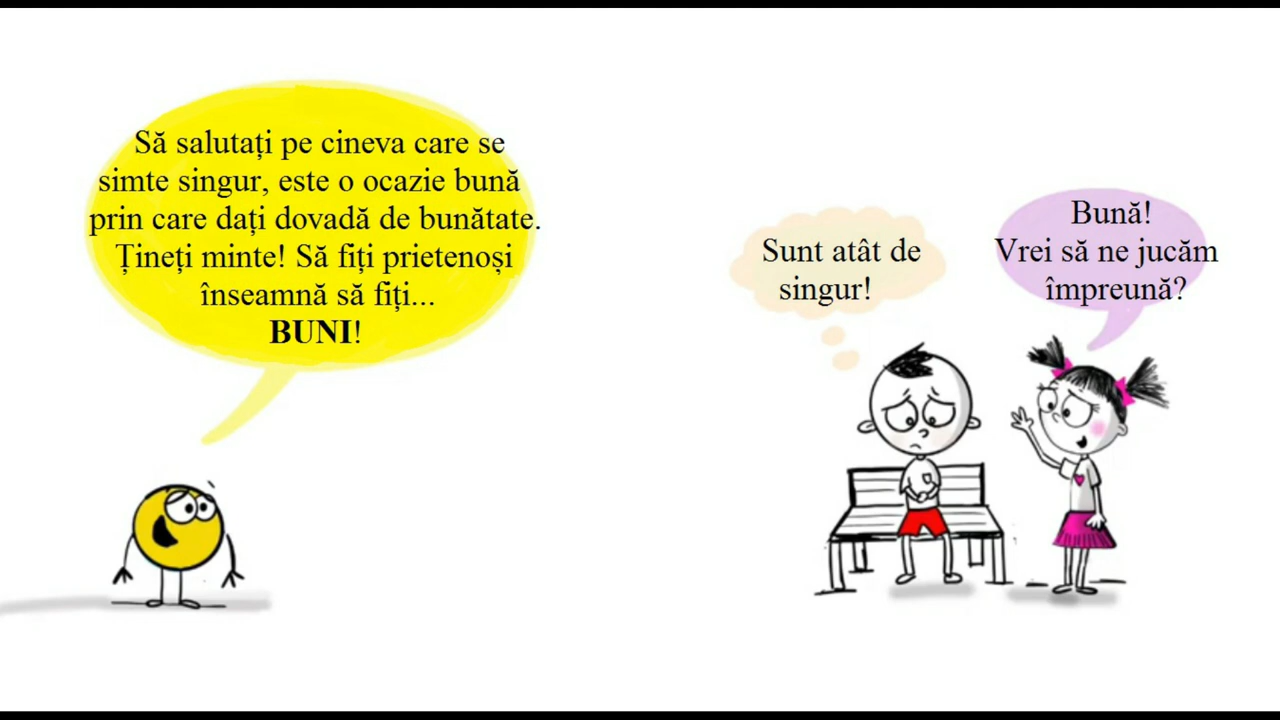 Să salutați pe cineva care se
simte singur, este o ocazie bună
prin care dați dovadă de bunătate.
Țineți minte! Să fiți prietenoși
înseamnă să fiți...
BUNI!
Sunt atât de
singur!
Bună!
Vrei să ne jucăm
împreună?